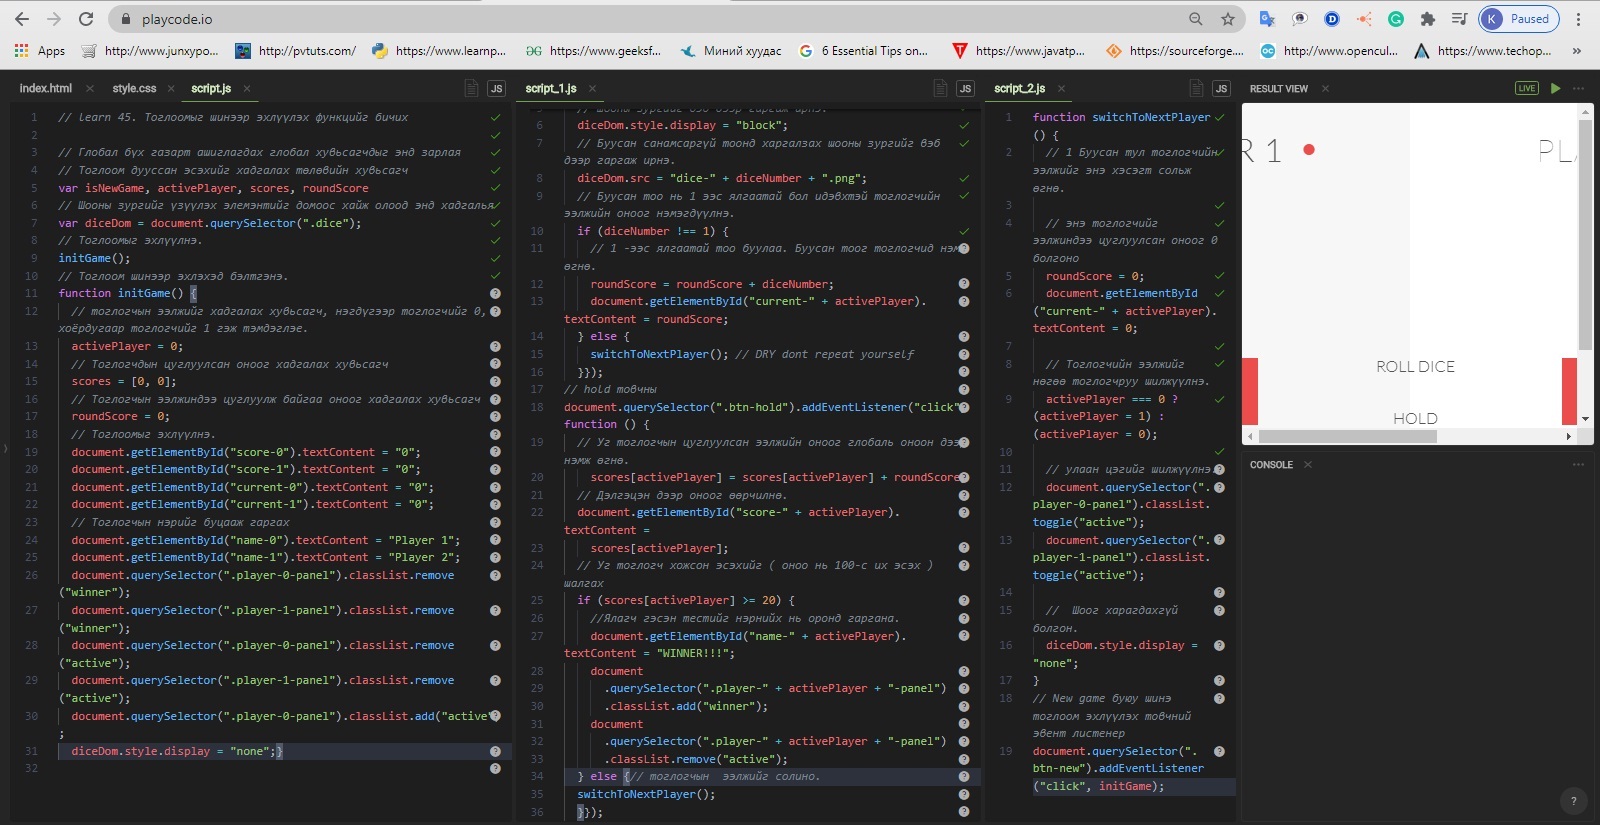 playcode.io
K Paused
Apps
http://www.junxypo...
http://pvtuts.com/
https://www.learnp...
https://www.geeksf...
Миний хуудас
6 Essential Tips on...
https://www.javatp...
https://sourceforge....
http://www.opencul...
https://www.techop...
index.html
style.css
script.js
JS
1 // learn 45. Тоглоомыг шинээр эхлүүлэх функцийг бичих
2
3 // Глобал бүх газарт ашиглагдах глобал хувьсагчдыг энд зарлая
4 // Тоглоом дууссан эсэхийг хадгалах төлөвийн хувьсагч
5 var isNewGame, activePlayer, scores, roundScore
6 // Шооны зургийг үзүүлэх элементийг домоос хайж олоод энд хадгалья
7 var diceDom = document.querySelector(".dice");
8 // Тоглоомыг эхлүүлнэ.
9 initGame();
10 // Тоглоом шинээр эхлэхэд бэлтгэнэ.
11 function initGame() {
12 // тоглогчын ээлжийг хадгалах хувьсагч, нэгдүгээр тоглогчийг 0,
хоёрдугаар тоглогчийг 1 гэж тэмдэглэе.
13 activePlayer = 0;
14 // Тоглогчдын цуглуулсан оноог хадгалах хувьсагч
15 scores = [0, 0];
16 // Тоглогчын ээлжиндээ цуглуулж байгаа оноог хадгалах хувьсагч
17 roundScore = 0;
18 // Тоглоомыг эхлүүлнэ.
19 document.getElementById("score-0").textContent = "0";
20 document.getElementById("score-1").textContent = "0";
21 document.getElementById("current-0").textContent = "0";
22 document.getElementById("current-1").textContent = "0";
23 // Тоглогчын нэрийг буцааж гаргах
24 document.getElementById("name-0").textContent = "Player 1";
25 document.getElementById("name-1").textContent = "Player 2";
26 document.querySelector(".player-0-panel").classList.remove
("winner");
27 document.querySelector(".player-1-panel").classList.remove
("winner");
28 document.querySelector(".player-0-panel").classList.remove
("active");
29 document.querySelector(".player-1-panel").classList.remove
("active");
30 document.querySelector(".player-0-panel").classList.add("active"
;
31 diceDom.style.display = "none";}
32
script_1.js
JS
6 diceDom.style.display = "block";
7 // Буусан санамсаргүй тоонд харгалзах шооны зургийг вэб
дээр гаргаж ирнэ.
8 diceDom.src = "dice-" + diceNumber + ".png";
9 // Буусан тоо нь 1 ээс ялгаатай бол идэвхтэй тоглогчийн
ээлжийн оноог нэмэгдүүлнэ.
10 if (diceNumber !== 1) {
11 // 1 -ээс ялгаатай тоо буулаа. Буусан тоог тоглогчид нэм
өгнө.
12 roundScore = roundScore + diceNumber;
13 document.getElementById("current-" + activePlayer).
textContent = roundScore;
14 } else {
15 switchToNextPlayer(); // DRY dont repeat yourself
16 }});
17 // hold товчны
18 document.querySelector(".btn-hold").addEventListener("click"
function () {
19 // Уг тоглогчын цуглуулсан ээлжийн оноог глобаль оноон дээ
нэмж өгнө.
20 scores[activePlayer] = scores[activePlayer] + roundScore
21 // Дэлгэцэн дээр оноог өөрчилнө.
22 document.getElementById("score-" + activePlayer).
textContent =
23 scores[activePlayer];
24 // Уг тоглогч хожсон эсэхийг ( оноо нь 100-с их эсэх )
шалгах
25 if (scores[activePlayer] >= 20) {
26 //Ялагч гэсэн тестийг нэрнийх нь оронд гаргана.
27 document.getElementById("name-" + activePlayer).
textContent = "WINNER!!!";
28 document
29 .querySelector(".player-" + activePlayer + "-panel")
30 .classList.add("winner");
31 document
32 .querySelector(".player-" + activePlayer + "-panel")
33 .classList.remove("active");
34 } else {// тоглогчын ээлжийг солино.
35 switchToNextPlayer();
36 }});
script_2.js
JS
1 function switchToNextPlayer
() {
2 // 1 Буусан тул тоглогчийн
ээлжийг энэ хэсэгт сольж
өгнө.
3
4 // энэ тоглогчийг
ээлжиндээ цуглуулсан оноог 0
болгоно
5 roundScore = 0;
6 document.getElementById
("current-" + activePlayer).
textContent = 0;
7
8 // Тоглогчийн ээлжийг
нөгөө тоглогчруу шилжүүлнэ.
9 activePlayer === 0 ?
(activePlayer = 1) :
(activePlayer = 0);
10
11 // улаан цэгийг шилжүүлнэ.
12 document.querySelector(".
player-0-panel").classList.
toggle("active");
13 document.querySelector(".
player-1-panel").classList.
toggle("active");
14
15 // Шоог харагдахгүй
болгон.
16 diceDom.style.display =
"none";
17 }
18 // New game буюу шинэ
тоглоом эхлүүлэх товчний
эвент листенер
19 document.querySelector(".
btn-new").addEventListener
("click", initGame);
RESULT VIEW
LIVE
R 1
PL
ROLL DICE
HOLD
CONSOLE
?